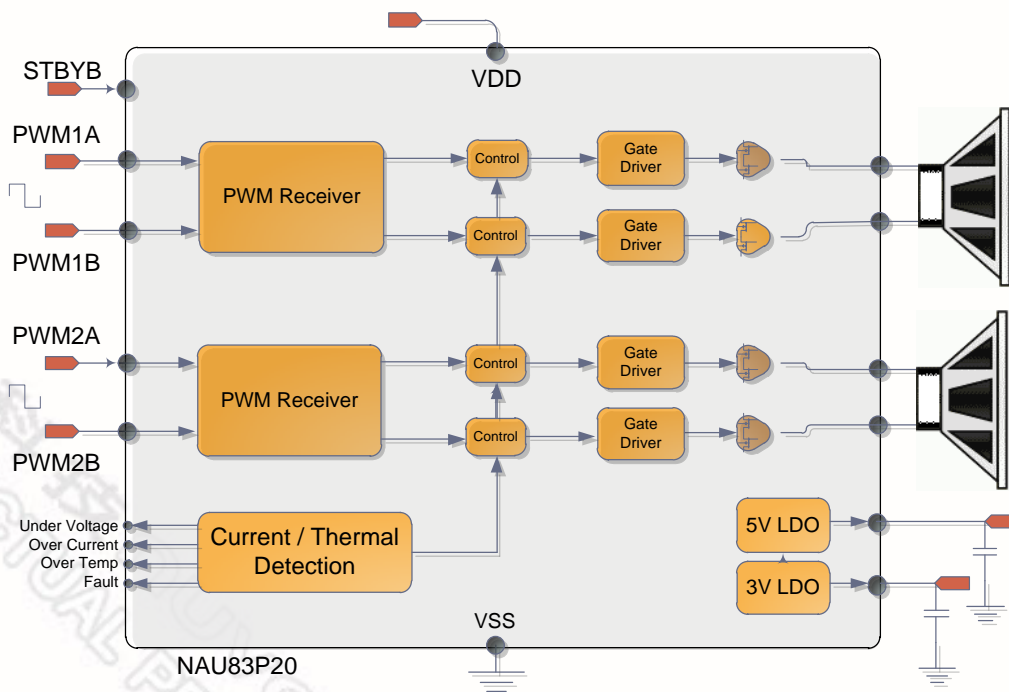 VDD
STBYB
PWM1A
PWM1B
PWM Receiver
Control
Gate
Driver
Control
Gate
Driver
PWM2A
PWM2B
PWM Receiver
Control
Gate
Driver
Control
Gate
Driver
Under Voltage
Over Current
Over Temp
Fault
Current / Thermal
Detection
5V LDO
3V LDO
VSS
NAU83P20